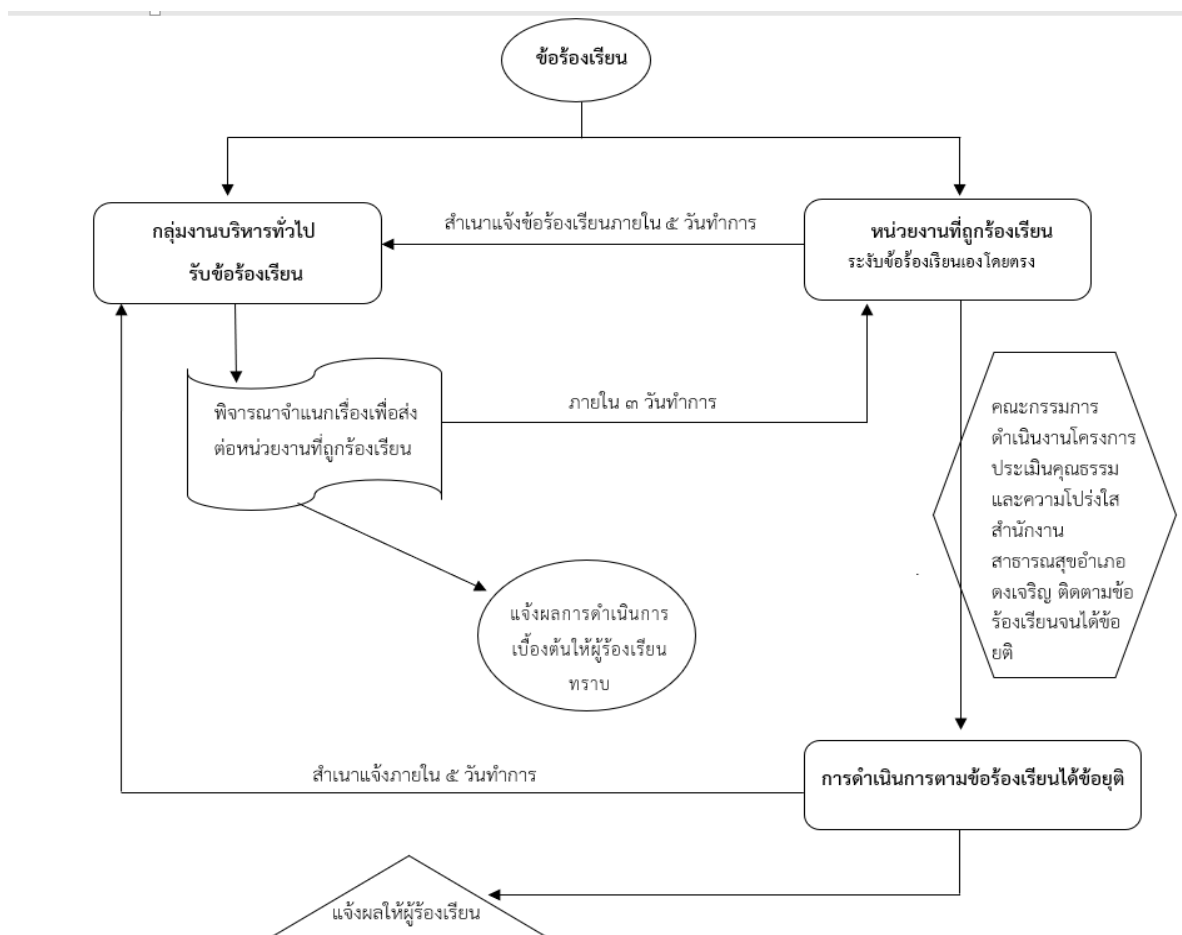 ข้อร้องเรียน
กลุ่มงานบริหารทั่วไป
รับข้อร้องเรียน
สำเนาแจ้งข้อร้องเรียนภายใน ๕ วันทำการ
หน่วยงานที่ถูกร้องเรียน
ระงับข้อร้องเรียนเองโดยตรง
พิจารณาจำแนกเรื่องเพื่อส่ง
ต่อหน่วยงานที่ถูกร้องเรียน
ภายใน ๓ วันทำการ
คณะกรรมการ
ดำเนินงานโครงการ
ประเมินคุณธรรม
และความโปร่งใส
สำนักงาน
สาธารณสุขอำเภอ
ดงเจริญ ติดตามข้อ
ร้องเรียนจนได้ข้อ
ยติ
แจ้งผลการดำเนินการ
เบื้องต้นให้ผู้ร้องเรียน
ทราบ
สำเนาแจ้งภายใน ๕ วันทำการ
การดำเนินการตามข้อร้องเรียนได้ข้อยุติ
แจ้งผลให้ผู้ร้องเรียน